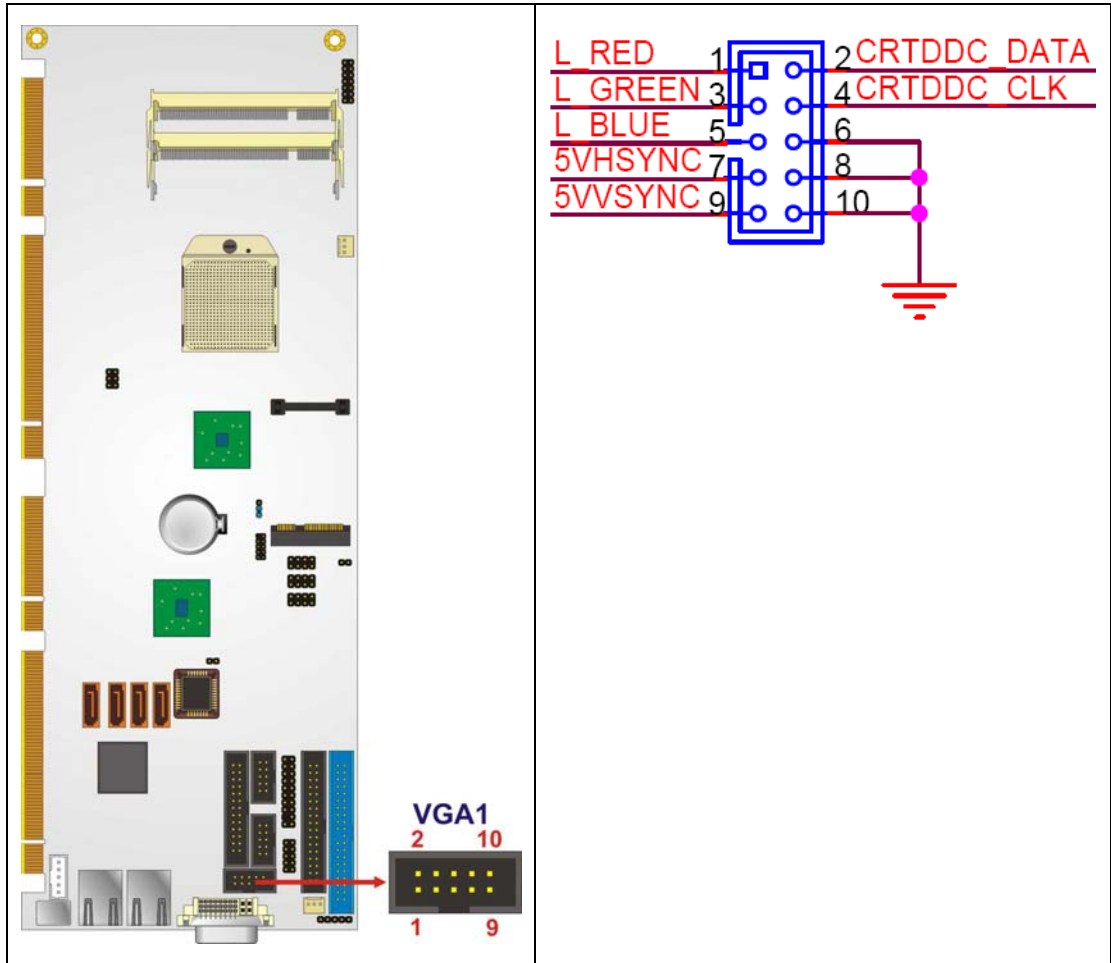 VGA1
2 10
1 9
L_RED 1 2 CRTDDC_DATA
L_GREEN 3 4 CRTDDC_CLK
L_BLUE 5 6
5VHSYNC 7 8
5VVSYNC 9 10